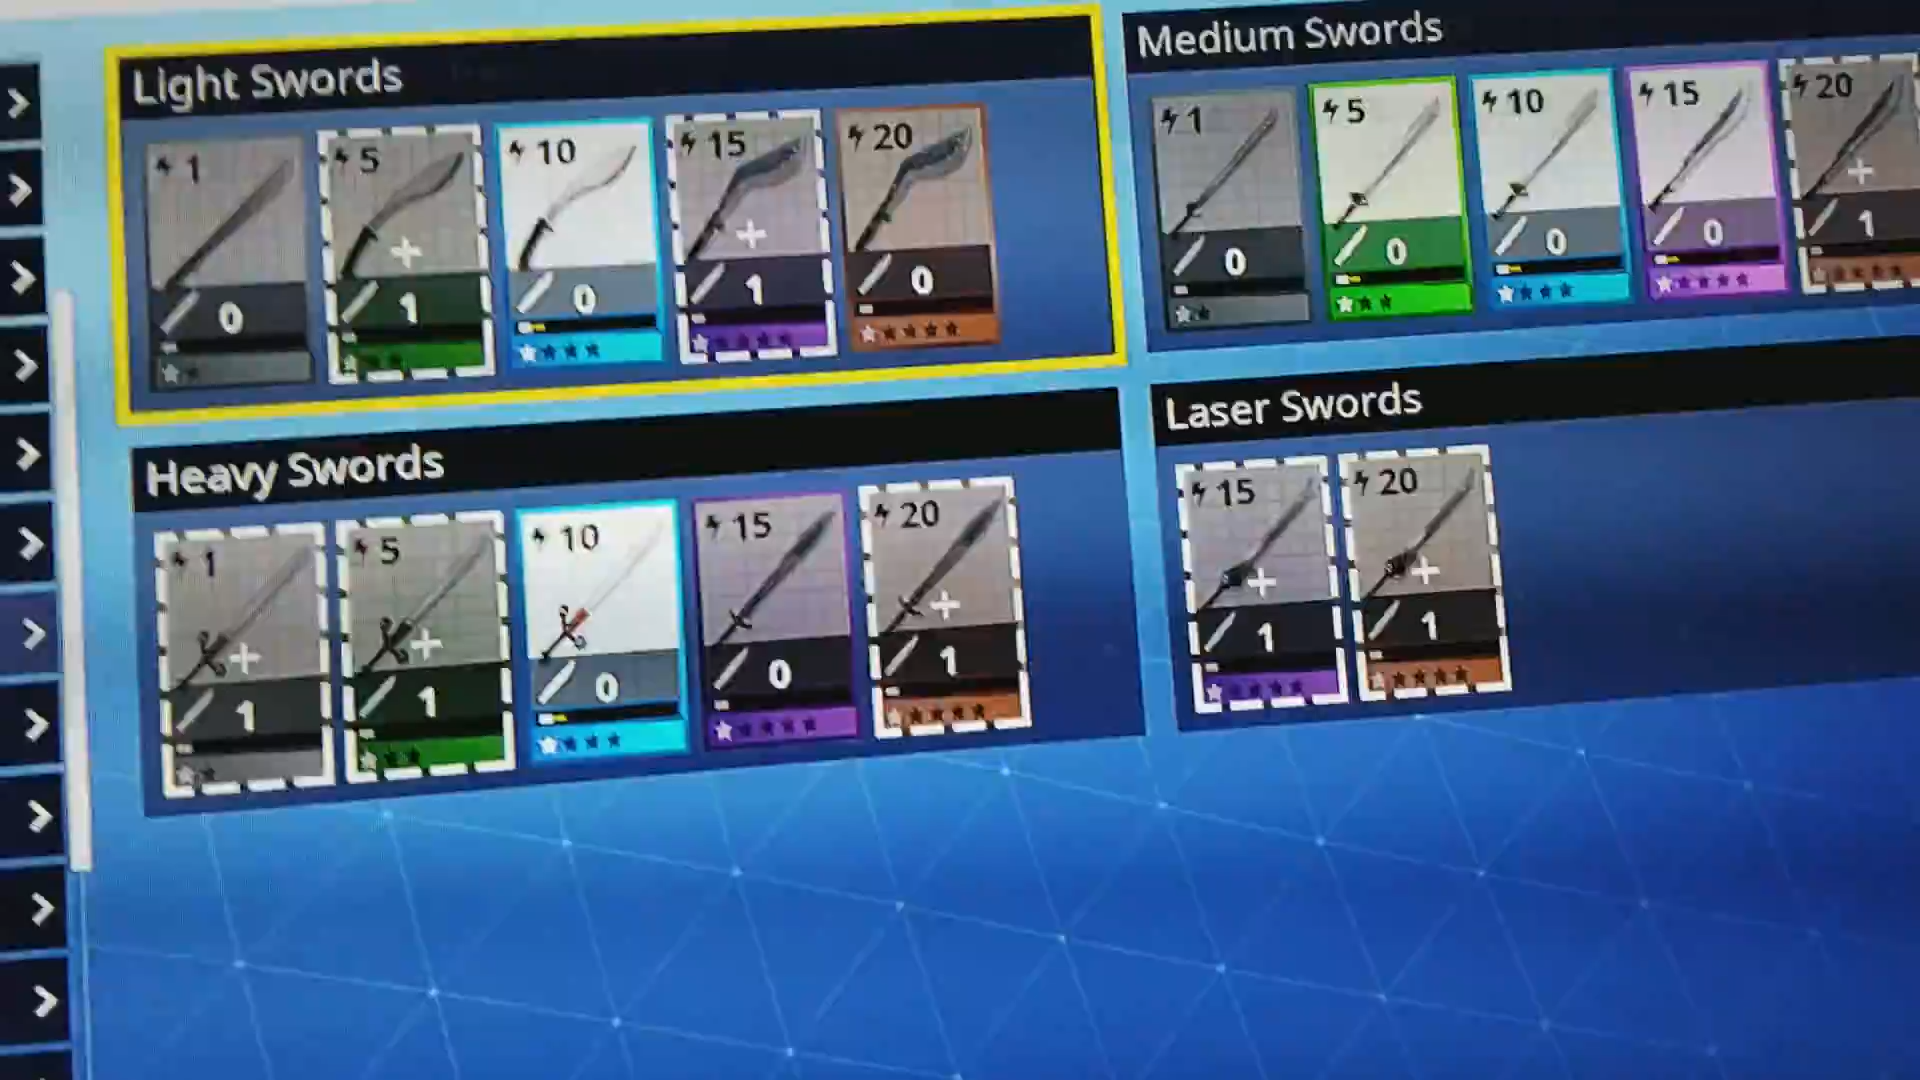 Light Swords
1 5 10 15 20
0 1 0 1 0
Medium Swords
1 5 10 15 20
0 0 0 0 1
Heavy Swords
1 5 10 15 20
1 1 0 0 1
Laser Swords
15 20
1 1